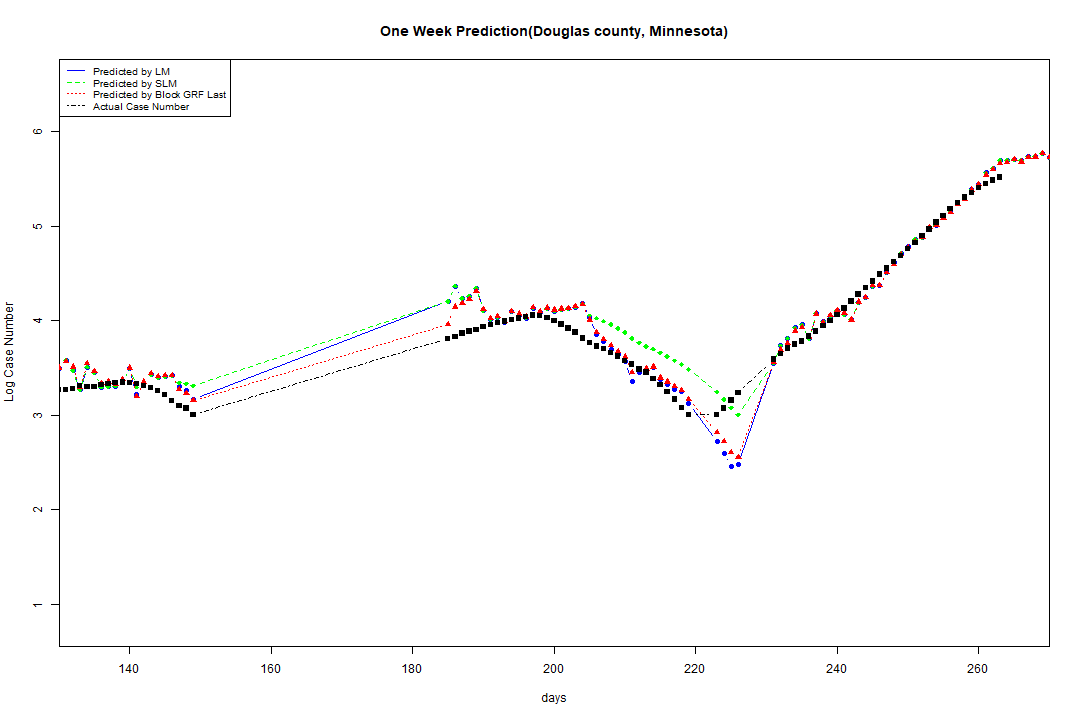 One Week Prediction(Douglas county, Minnesota)
Predicted by LM
Predicted by SLM
Predicted by Block GRF Last
Actual Case Number
Log Case Number
6
5
4
3
2
1
140 160 180 200 220 240 260
days